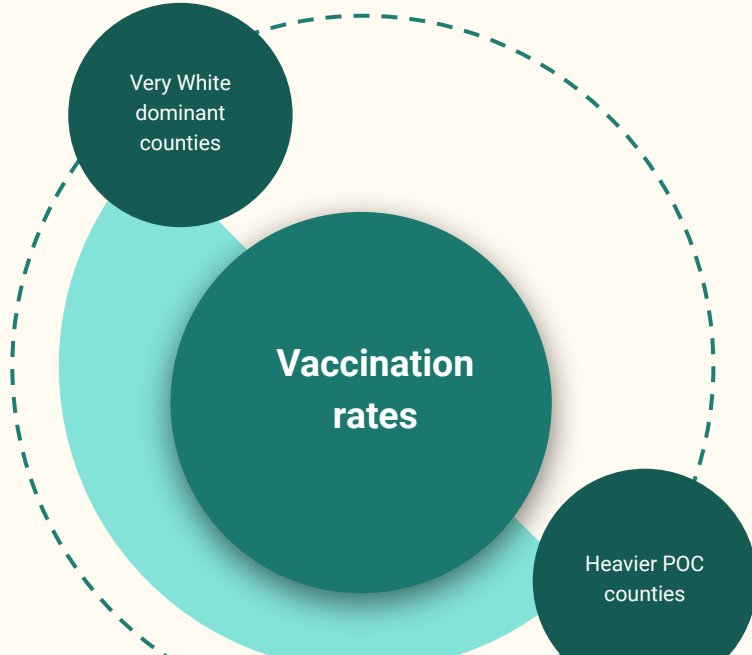 Very White
dominant
counties
Vaccination
rates
Heavier POC
counties